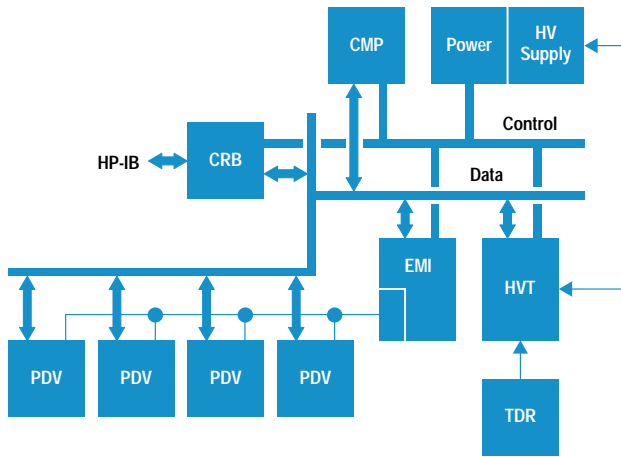 CMP
Power
HV
Supply
Control
HP-IB
CRB
Data
EMI
HVT
PDV
PDV
PDV
PDV
TDR